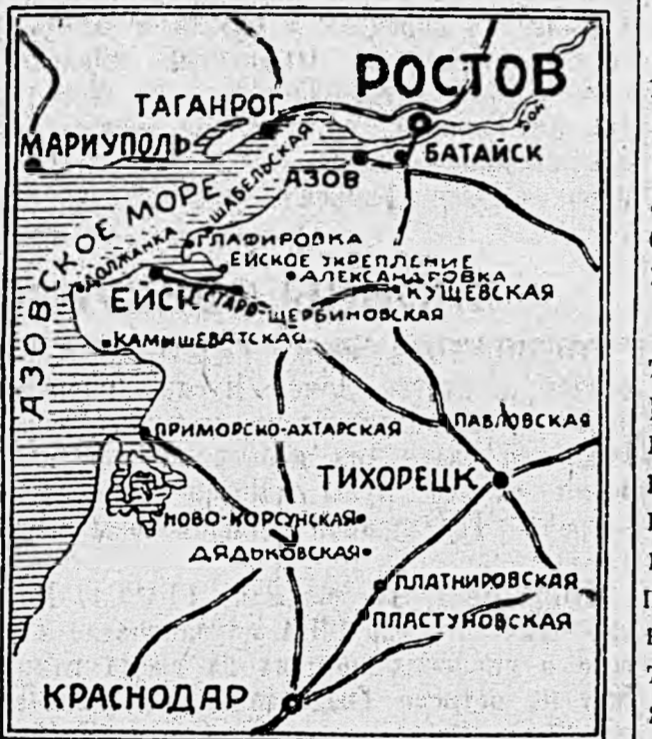 РОСТОВ
ТАГАНРОГ
МАРИУПОЛЬ
ДОН
БАТАЙСК
АЗОВ
АЗОВСКОЕ МОРЕ
ШАБЕЛЬСКАЯ
ГЛАФИРОВКА
ДОЛЖАНКА
ЕЙСКОЕ УКРЕПЛЕНИЕ
АЛЕКСАНДРОВКА
ЕЙСК
СТАРО-ЩЕРБИНОВСКАЯ
КУЩЕВСКАЯ
КАМЫШЕВАТСКАЯ
ПРИМОРСКО-АХТАРСКАЯ
ПАВЛОВСКАЯ
ТИХОРЕЦК
НОВО-КОРСУНСКАЯ
ДЯДЬКОВСКАЯ
ПЛАТНИРОВСКАЯ
ПЛАСТУНОВСКАЯ
КРАСНОДАР